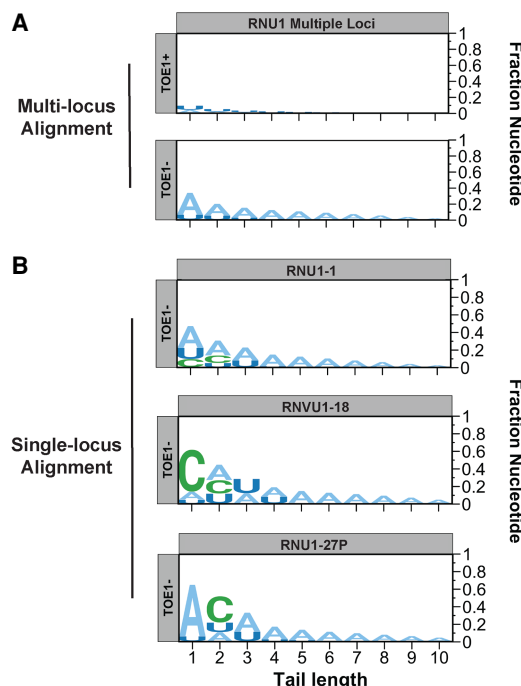 A
RNU1 Multiple Loci
Multi-locus
Alignment
TOE1+
1
0.8
0.6
0.4
0.2
0
Fraction Nucleotide
TOE1-
A A A A A A A A
1
0.8
0.6
0.4
0.2
0
B
Single-locus
Alignment
RNU1-1
TOE1-
A A A A A A A A
U C U
C U
1
0.8
0.6
0.4
0.2
0
Fraction Nucleotide
RNVU1-18
TOE1-
C A U U A A A A
A C A A
U U
1
0.8
0.6
0.4
0.2
0
RNU1-27P
TOE1-
A C A A A A A A
U U
A
1
0.8
0.6
0.4
0.2
0
1 2 3 4 5 6 7 8 9 10
Tail length